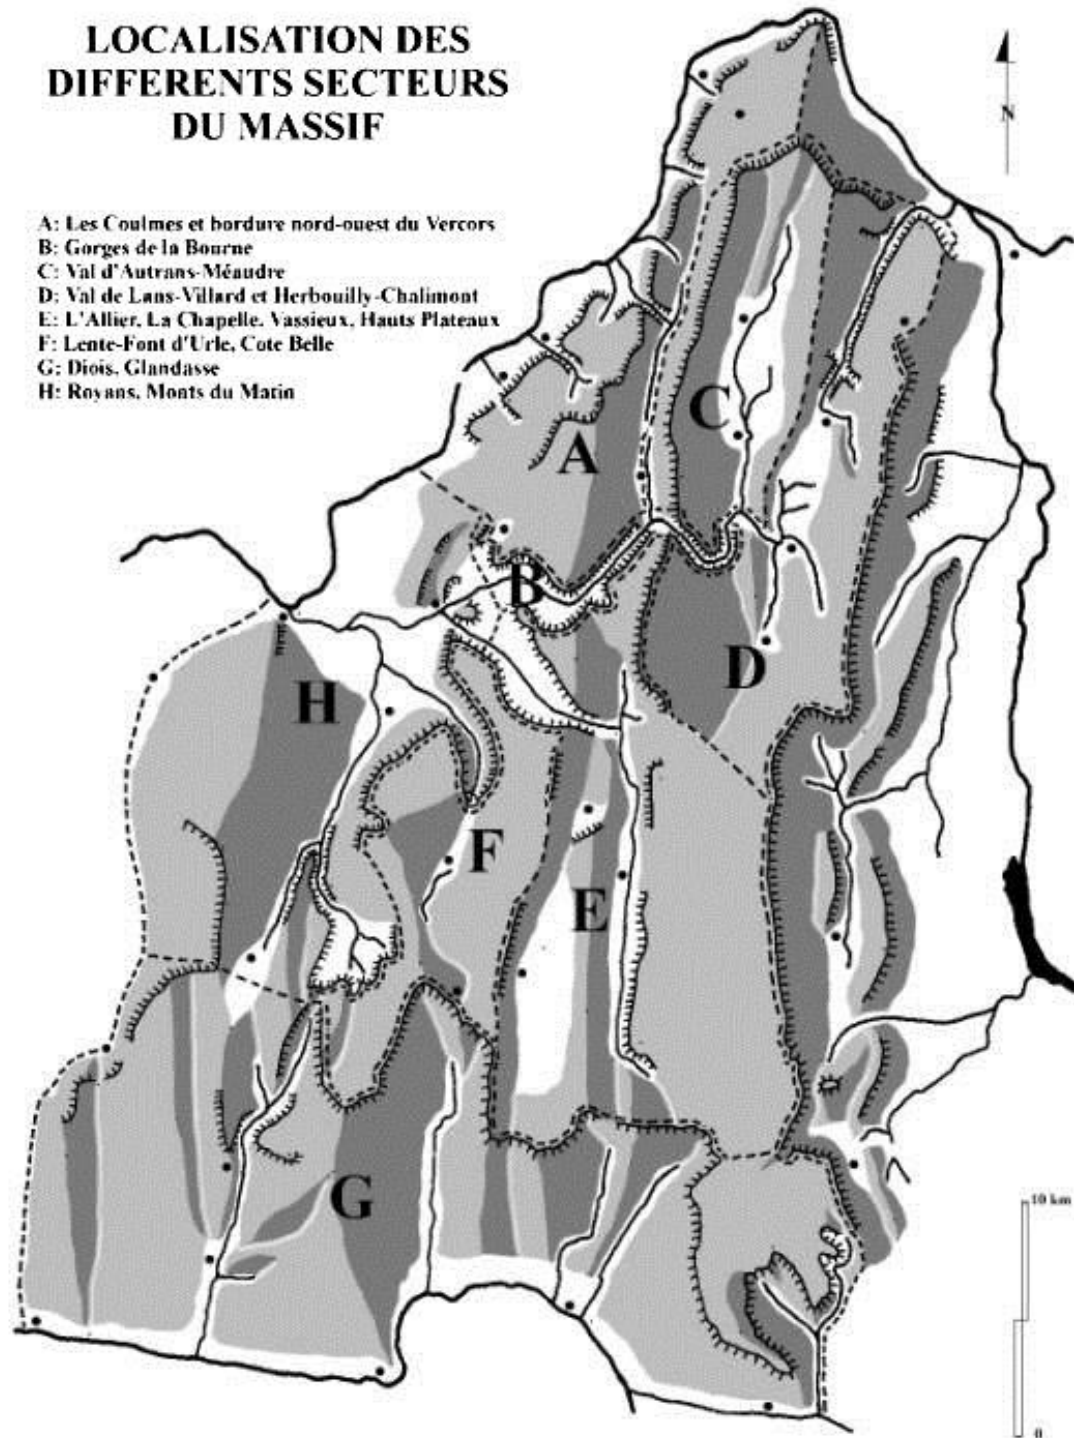 LOCALISATION DES
DIFFERENTS SECTEURS
DU MASSIF
N
A: Les Coulmes et bordure nord-ouest du Vercors
B: Gorges de la Bourne
C: Val d'Autrans-Méaudre
D: Val de Lans-Villard et Herbouilly-Chalimont
E: L'Allier, La Chapelle, Vassieux, Hauts Plateaux
F: Lente-Font d'Urle, Cote Belle
G: Diois, Glandasse
H: Royans, Monts du Matin
C
A
B
D
H
F
E
G
10 km
0